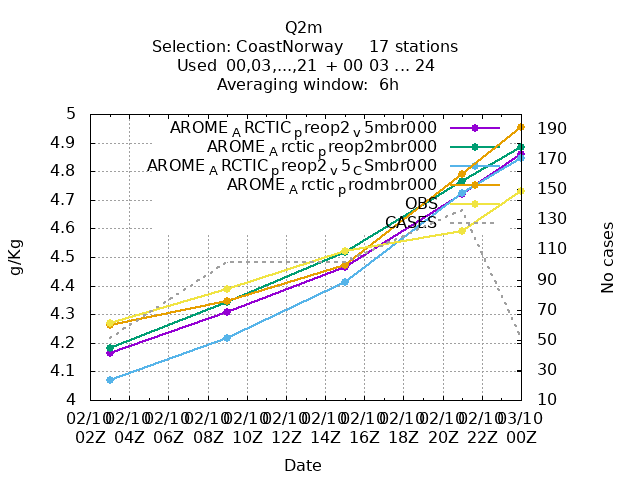 Q2m
Selection: CoastNorway 17 stations
Used 00,03,...,21 + 00 03 ... 24
Averaging window: 6h
5
4.9
4.8
4.7
4.6
4.5
4.4
4.3
4.2
4.1
4
g/Kg
AROME_ARCTIC_preop2_v5mbr000
AROME_Arctic_preop2mbr000
AROME_ARCTIC_preop2_v5_CSmbr000
AROME_Arctic_prodmbr000
OBS
CASES
190
170
150
130
110
90
70
50
30
10
No cases
02/10 02/10 02/10 02/10 02/10 02/10 02/10 02/10 02/10 02/10 02/10 03/10
02Z 04Z 06Z 08Z 10Z 12Z 14Z 16Z 18Z 20Z 22Z 00Z
Date